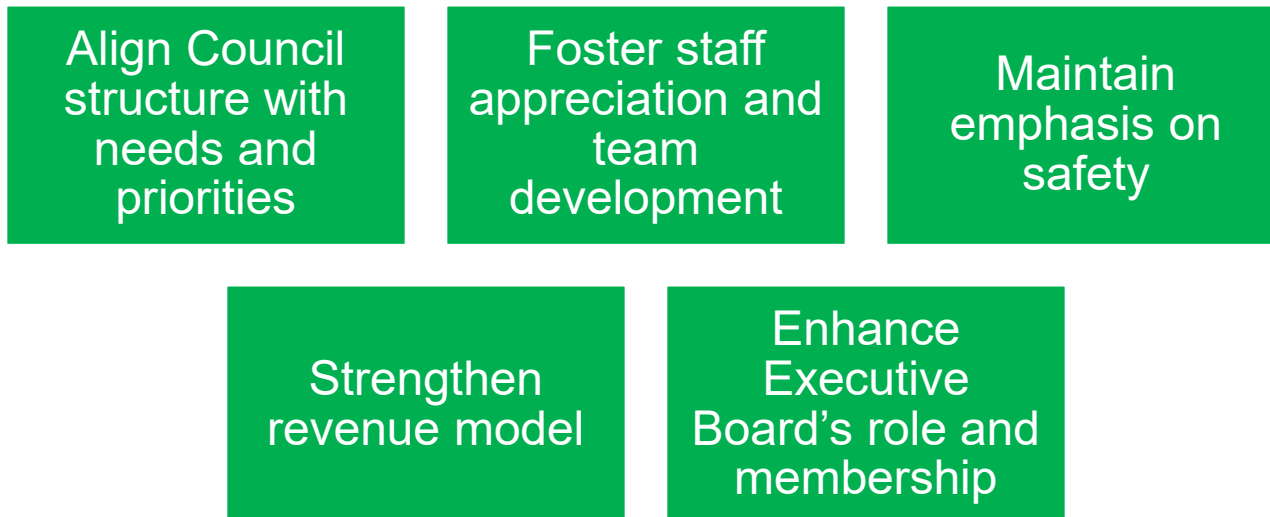 Align Council
structure with
needs and
priorities
Foster staff
appreciation and
team
development
Maintain
emphasis on
safety
Strengthen
revenue model
Enhance
Executive
Board’s role and
membership